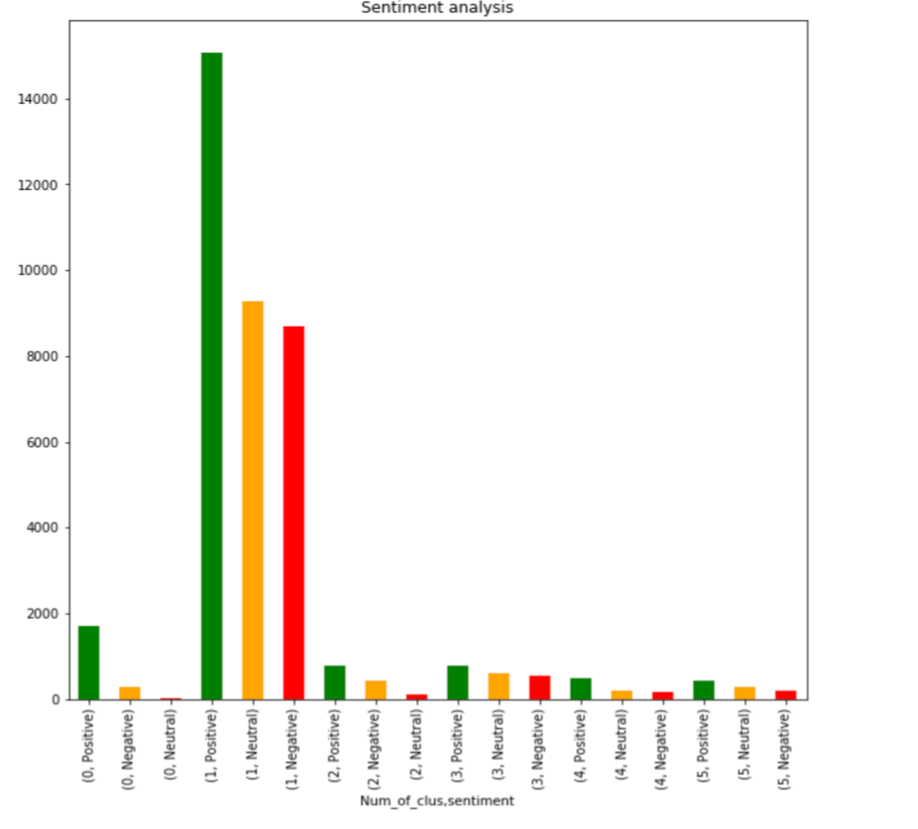 Sentiment analysis
14000
12000
10000
8000
6000
4000
2000
0
(0, Positive)
(0, Negative)
(0, Neutral)
(1, Positive)
(1, Neutral)
(1, Negative)
(2, Positive)
(2, Negative)
(2, Neutral)
(3, Positive)
(3, Neutral)
(3, Negative)
(4, Positive)
(4, Neutral)
(4, Negative)
(5, Positive)
(5, Neutral)
(5, Negative)
Num_of_clus,sentiment